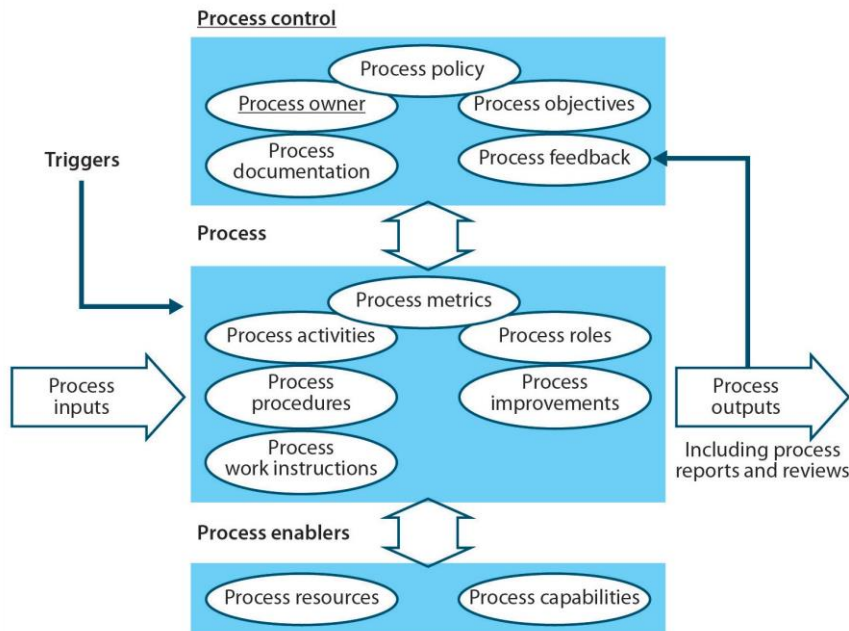 Process control
Process policy
Process owner
Process objectives
Process
documentation
Process feedback
Triggers
Process
Process metrics
Process activities
Process roles
Process
inputs
Process
procedures
Process
improvements
Process
outputs
Process
work instructions
Including process
reports and reviews
Process enablers
Process resources
Process capabilities